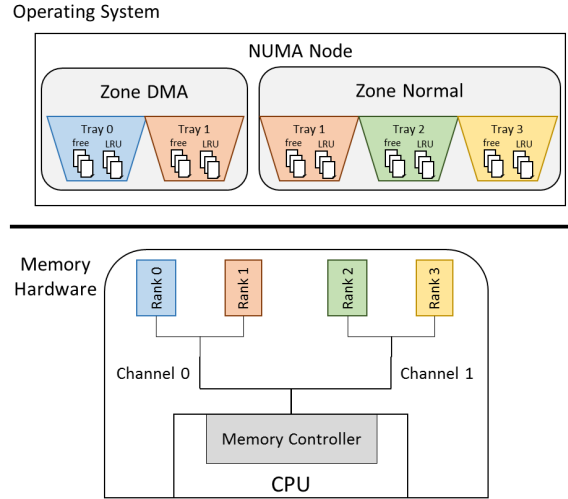 Operating System
NUMA Node
Zone DMA
Zone Normal
Tray 0
free LRU
Tray 1
free LRU
Tray 1
free LRU
Tray 2
free LRU
Tray 3
free LRU
Memory
Hardware
Rank 0
Rank 1
Rank 2
Rank 3
Channel 0
Channel 1
Memory Controller
CPU